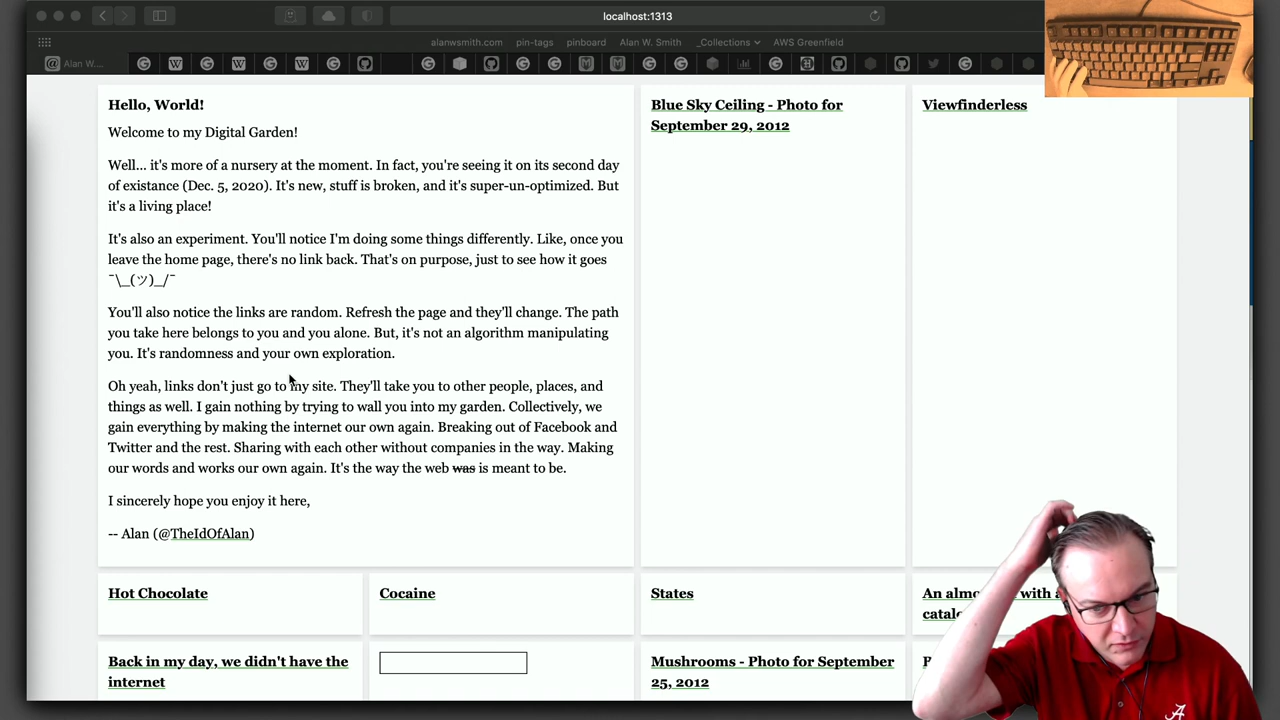 localhost:1313
alanwsmith.com pin-tags pinboard Alan W. Smith _Collections AWS Greenfield
Alan W....
Hello, World!
Welcome to my Digital Garden!
Well... it's more of a nursery at the moment. In fact, you're seeing it on its second day
of existance (Dec. 5, 2020). It's new, stuff is broken, and it's super-un-optimized. But
it's a living place!
It's also an experiment. You'll notice I'm doing some things differently. Like, once you
leave the home page, there's no link back. That's on purpose, just to see how it goes
¯\_(ツ)_/¯
You'll also notice the links are random. Refresh the page and they'll change. The path
you take here belongs to you and you alone. But, it's not an algorithm manipulating
you. It's randomness and your own exploration.
Oh yeah, links don't just go to my site. They'll take you to other people, places, and
things as well. I gain nothing by trying to wall you into my garden. Collectively, we
gain everything by making the internet our own again. Breaking out of Facebook and
Twitter and the rest. Sharing with each other without companies in the way. Making
our words and works our own again. It's the way the web was is meant to be.
I sincerely hope you enjoy it here,
-- Alan (@TheIdOfAlan)
Blue Sky Ceiling - Photo for
September 29, 2012
Viewfinderless
Hot Chocolate
Cocaine
States
An with a
Back in my day, we didn't have the
internet
Mushrooms - Photo for September
25, 2012